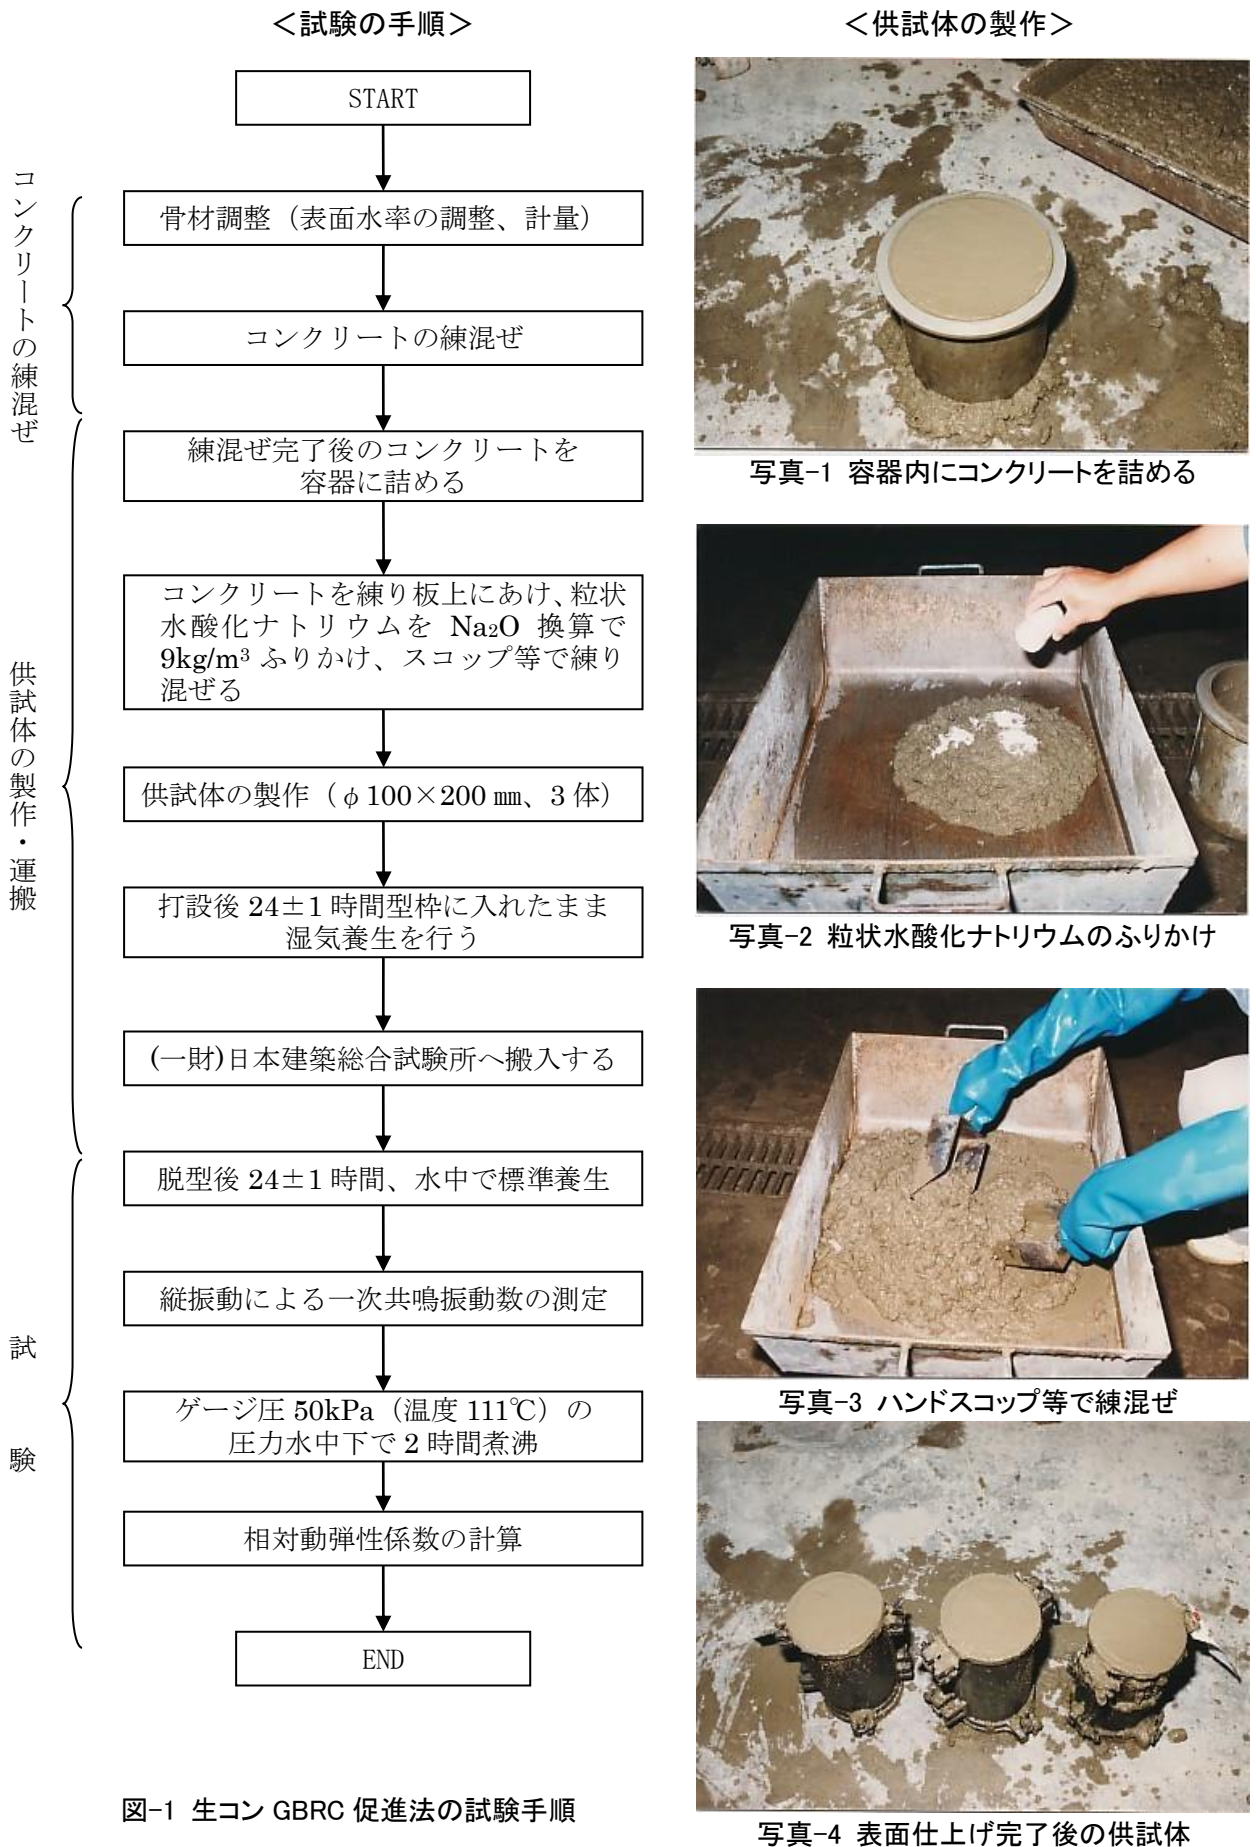 ＜試験の手順＞
START
コンクリートの練混ぜ
骨材調整（表面水率の調整、計量）
コンクリートの練混ぜ
供試体の製作・運搬
練混ぜ完了後のコンクリートを
容器に詰める
コンクリートを練り板上にあけ、粒状
水酸化ナトリウムを Na₂O 換算で
9kg/m³ ふりかけ、スコップ等で練り
混ぜる
供試体の製作（φ100×200 ㎜、3 体）
打設後 24±1 時間型枠に入れたまま
湿気養生を行う
(一財)日本建築総合試験所へ搬入する
試験
脱型後 24±1 時間、水中で標準養生
縦振動による一次共鳴振動数の測定
ゲージ圧 50kPa（温度 111℃）の
圧力水中下で 2 時間煮沸
相対動弾性係数の計算
END
図-1 生コン GBRC 促進法の試験手順
＜供試体の製作＞
写真-1 容器内にコンクリートを詰める
写真-2 粒状水酸化ナトリウムのふりかけ
写真-3 ハンドスコップ等で練混ぜ
写真-4 表面仕上げ完了後の供試体